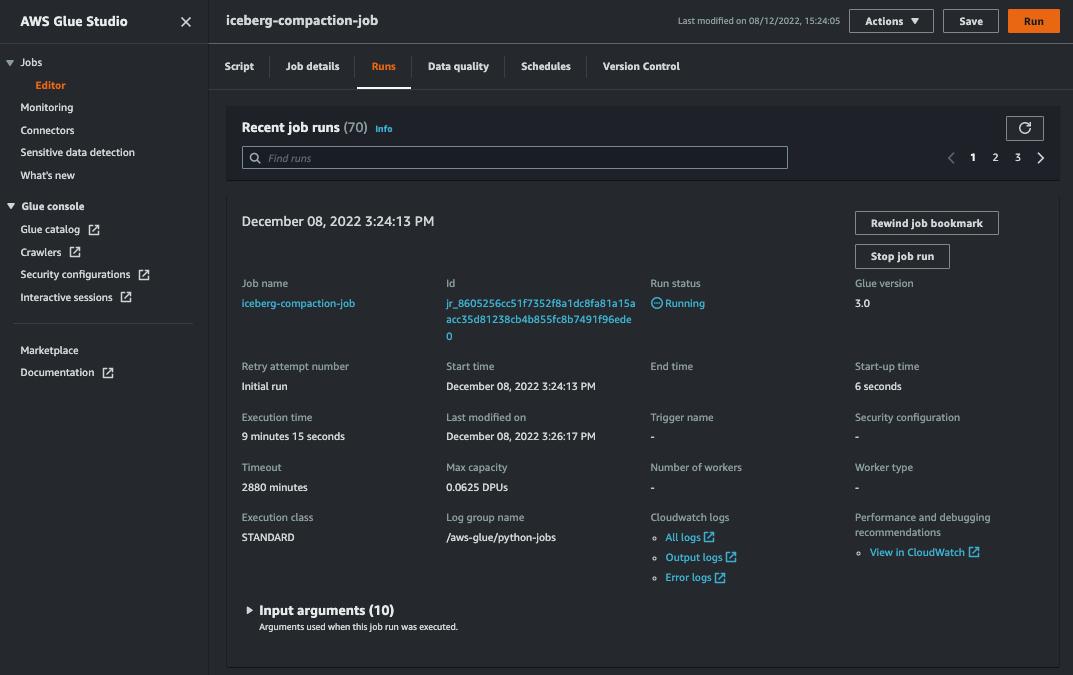 AWS Glue Studio
Jobs
Editor
Monitoring
Connectors
Sensitive data detection
What's new
Glue console
Glue catalog
Crawlers
Security configurations
Interactive sessions
Marketplace
Documentation
iceberg-compaction-job
Last modified on 08/12/2022, 15:24:05
Actions
Save
Run
Script
Job details
Runs
Data quality
Schedules
Version Control
Recent job runs (70) Info
Find runs
1 2 3
December 08, 2022 3:24:13 PM
Rewind job bookmark
Stop job run
Job name
iceberg-compaction-job
Id
jr_8605256cc51f7352f8a1dc8fa81a15a
acc35d81238cb4b855fc8b7491f96ede
0
Run status
Running
Glue version
3.0
Retry attempt number
Initial run
Start time
December 08, 2022 3:24:13 PM
End time
Start-up time
6 seconds
Execution time
9 minutes 15 seconds
Last modified on
December 08, 2022 3:26:17 PM
Trigger name
-
Security configuration
-
Timeout
2880 minutes
Max capacity
0.0625 DPUs
Number of workers
-
Worker type
-
Execution class
STANDARD
Log group name
/aws-glue/python-jobs
Cloudwatch logs
All logs
Output logs
Error logs
Performance and debugging
recommendations
View in CloudWatch
Input arguments (10)
Arguments used when this job run was executed.